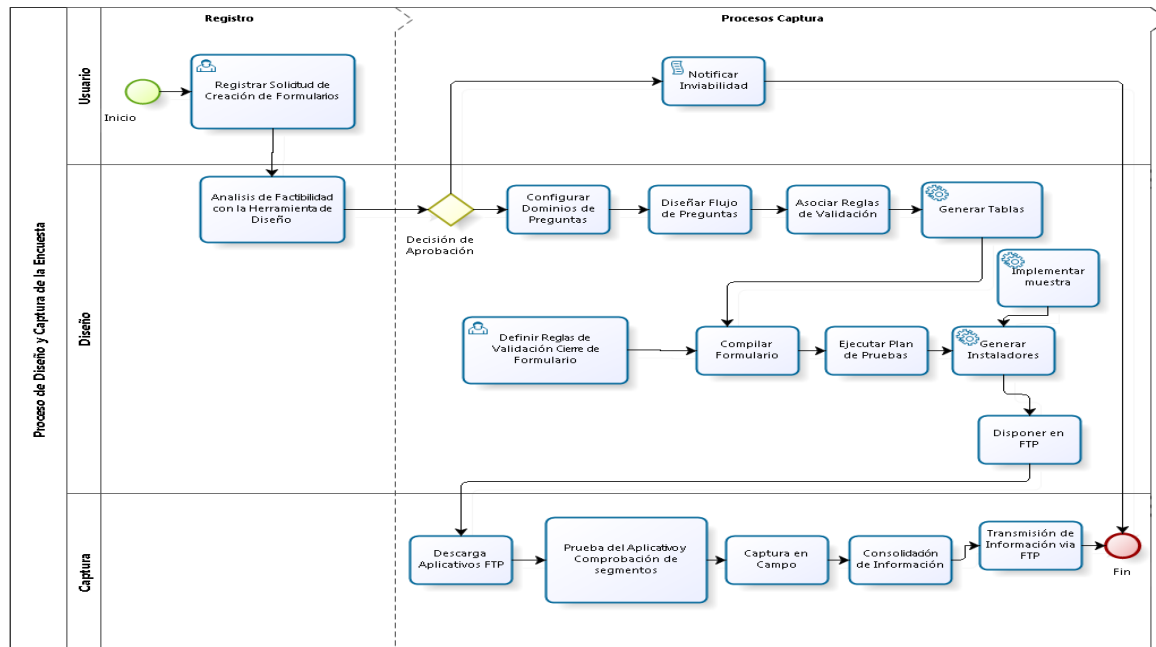 Registro
Procesos Captura
Proceso de Diseño y Captura de la Encuesta
Usuario
Inicio
Registrar Solicitud de
Creación de Formularios
Notificar
Inviabilidad
Diseño
Analisis de Factibilidad
con la Herramienta de
Diseño
Decisión de
Aprobación
Configurar
Dominios de
Preguntas
Diseñar Flujo
de Preguntas
Asociar Reglas
de Validación
Generar Tablas
Implementar
muestra
Definir Reglas de
Validación Cierre de
Formulario
Compilar
Formulario
Ejecutar Plan
de Pruebas
Generar
Instaladores
Disponer en
FTP
Captura
Descarga
Aplicativos FTP
Prueba del Aplicativo y
Comprobación de
segmentos
Captura en
Campo
Consolidación
de Información
Transmisión de
Información via
FTP
Fin